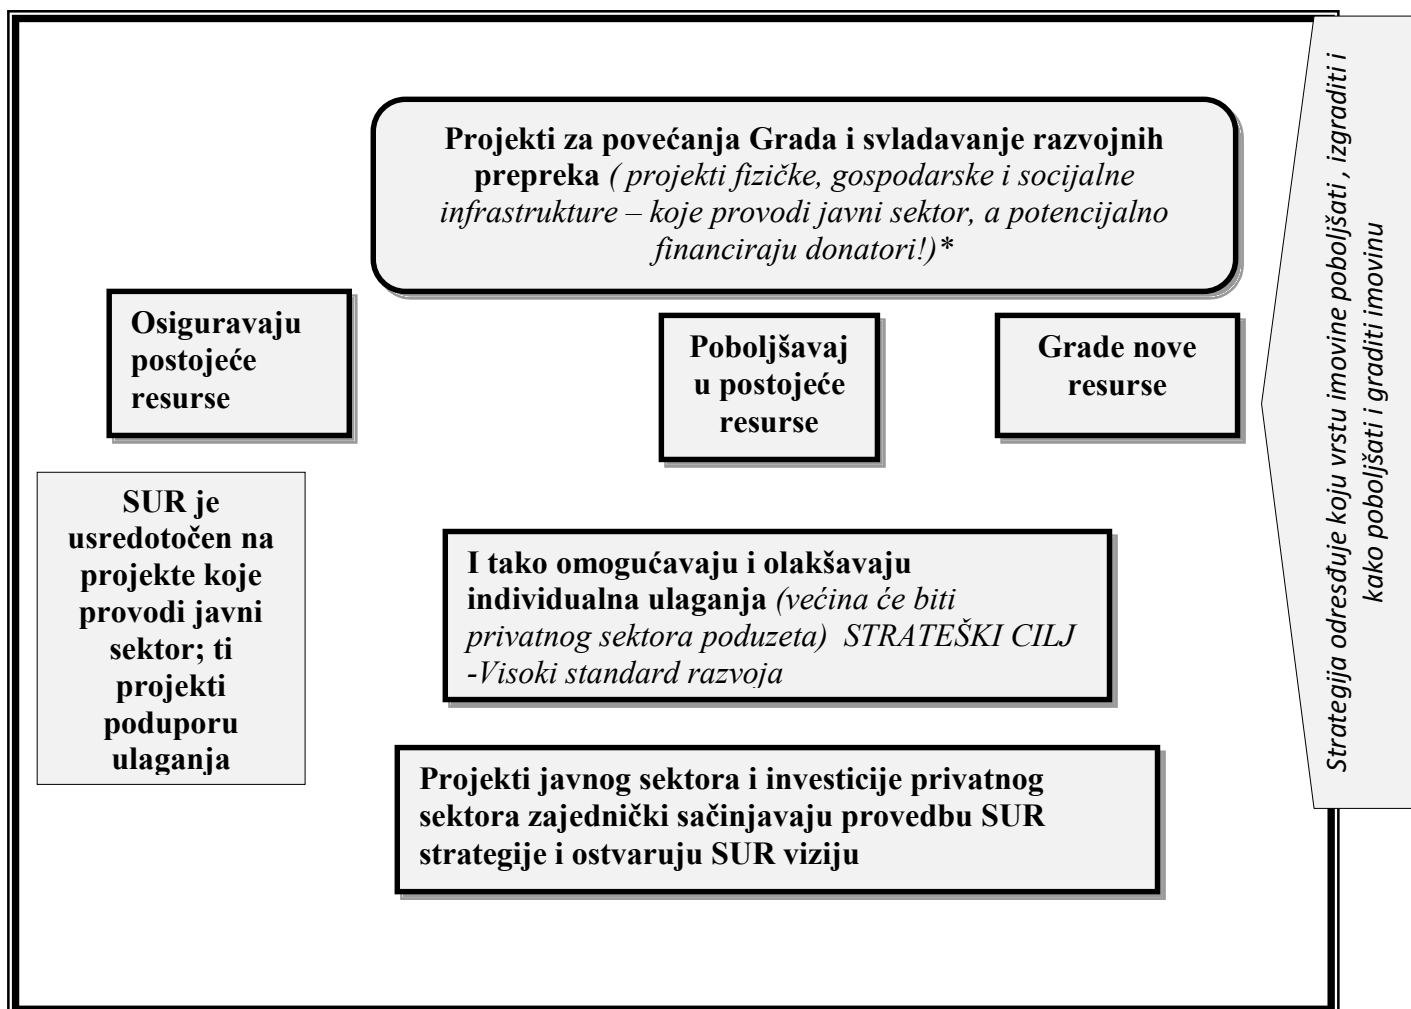 Projekti za povećanja Grada i svladavanje razvojnih
prepreka ( projekti fizičke, gospodarske i socijalne
infrastrukture – koje provodi javni sektor, a potencijalno
financiraju donatori!)*
Osiguravaju
postojeće
resurse
Poboljšavaj
u postojeće
resurse
Grade nove
resurse
SUR je
usredotočen na
projekte koje
provodi javni
sektor; ti
projekti
poduporu
ulaganja
I tako omogućavaju i olakšavaju
individualna ulaganja (većina će biti
privatnog sektora poduzeta)  STRATEŠKI CILJ
-Visoki standard razvoja
Projekti javnog sektora i investicije privatnog
sektora zajednički sačinjavaju provedbu SUR
strategije i ostvaruju SUR viziju
Strategija odresđuje koju vrstu imovine poboljšati , izgraditi i
kako poboljšati i graditi imovinu